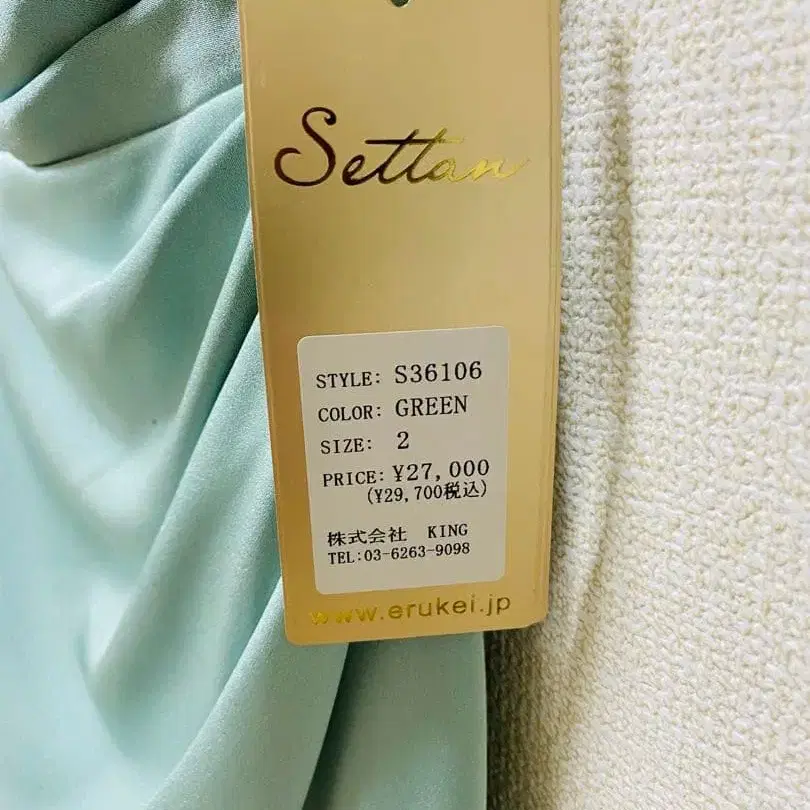 Settan
STYLE: S36106
COLOR: GREEN
SIZE: 2
PRICE: ¥27,000
(¥29,700税込)
株式会社 KING
TEL:03-6263-9098
www.erukei.jp